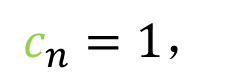 cₙ = 1,